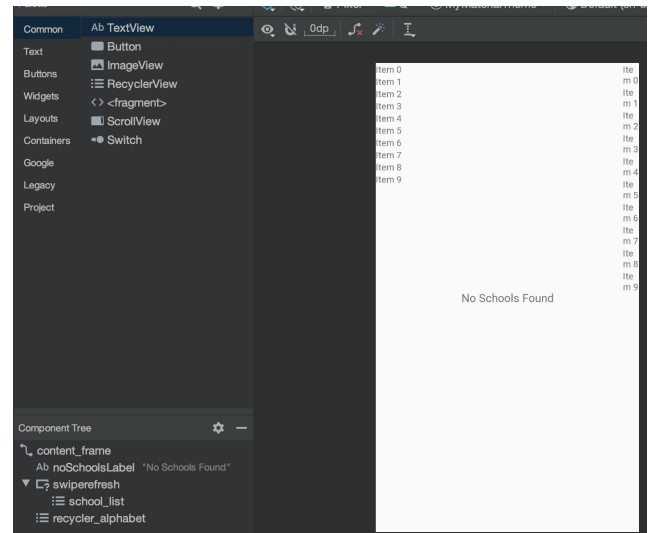 Common
Text
Buttons
Widgets
Layouts
Containers
Google
Legacy
Project
Ab TextView
Button
ImageView
RecyclerView
<> <fragment>
ScrollView
Switch
0dp
Item 0
Item 1
Item 2
Item 3
Item 4
Item 5
Item 6
Item 7
Item 8
Item 9
Ite
m 0
Ite
m 1
Ite
m 2
Ite
m 3
Ite
m 4
Ite
m 5
Ite
m 6
Ite
m 7
Ite
m 8
Ite
m 9
No Schools Found
Component Tree
content_frame
Ab noSchoolsLabel "No Schools Found"
swiperefresh
school_list
recycler_alphabet